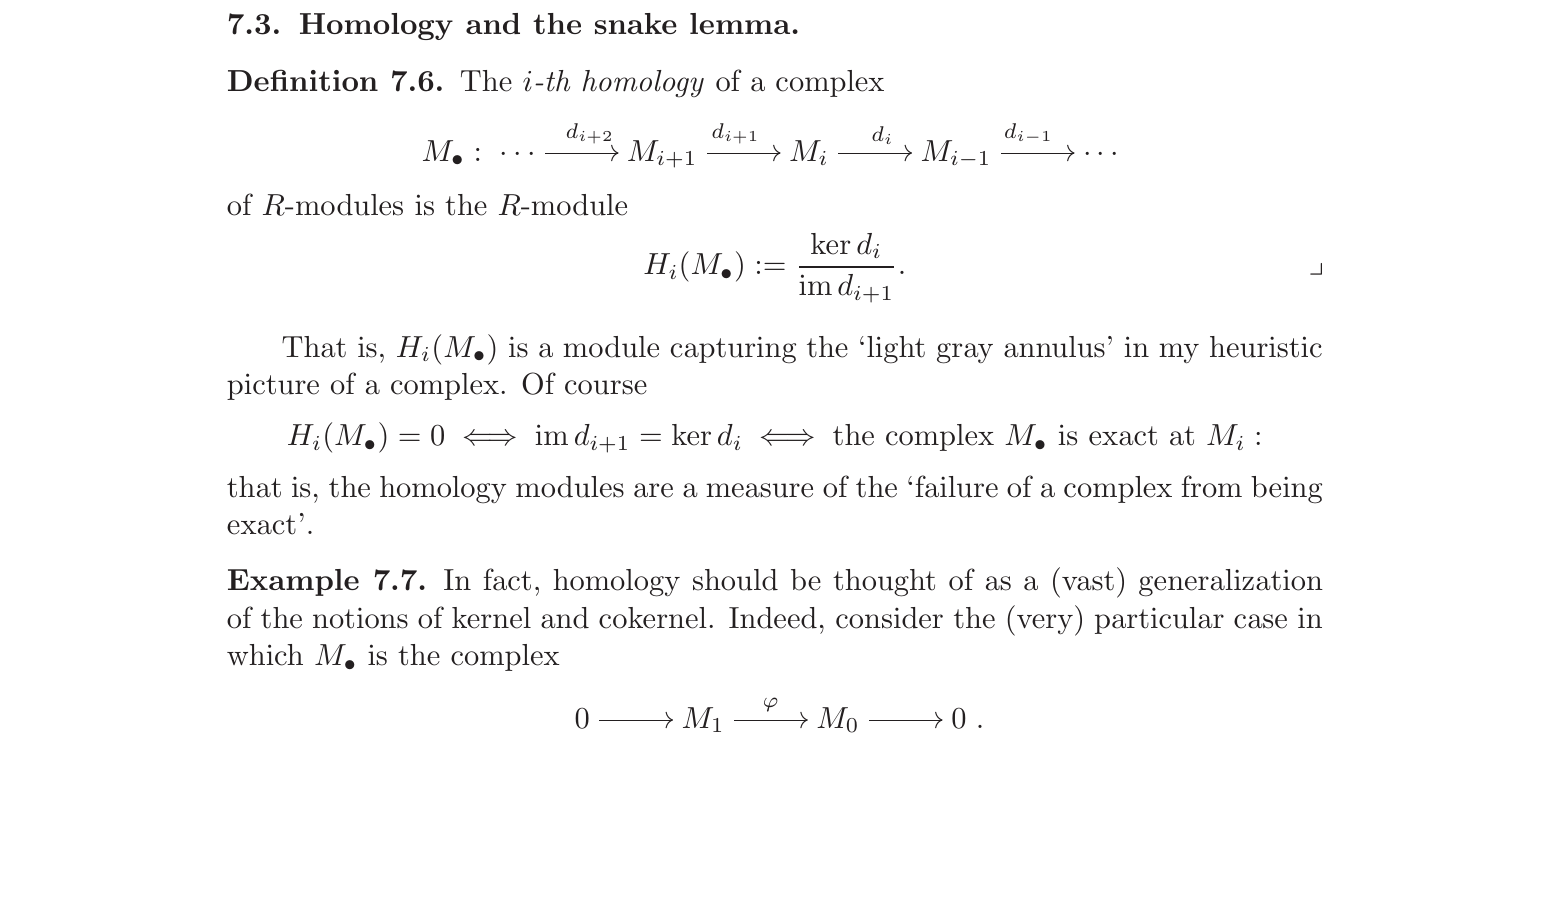 7.3. Homology and the snake lemma.
Definition 7.6. The i-th homology of a complex
M• : ··· --d_{i+2}--> M_{i+1} --d_{i+1}--> M_i --d_i--> M_{i−1} --d_{i−1}--> ···
of R-modules is the R-module
H_i(M•) := ker d_i / im d_{i+1}. ⌟
That is, H_i(M•) is a module capturing the ‘light gray annulus’ in my heuristic
picture of a complex. Of course
H_i(M•) = 0 ⟺ im d_{i+1} = ker d_i ⟺ the complex M• is exact at M_i :
that is, the homology modules are a measure of the ‘failure of a complex from being
exact’.
Example 7.7. In fact, homology should be thought of as a (vast) generalization
of the notions of kernel and cokernel. Indeed, consider the (very) particular case in
which M• is the complex
0 ⟶ M_1 --φ--> M_0 ⟶ 0 .